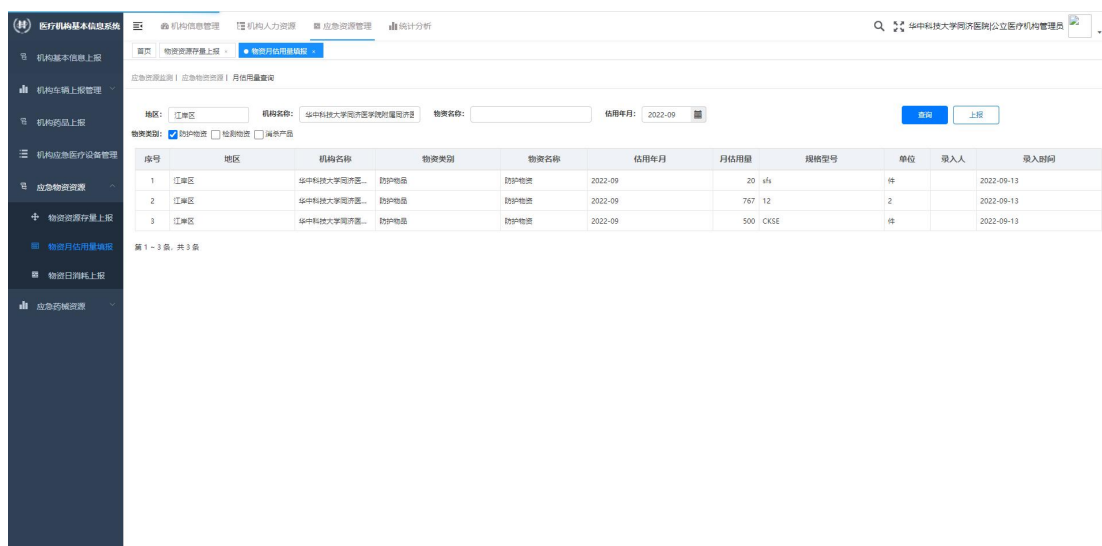 医疗机构基本信息系统 机构信息管理 机构人力资源 应急资源管理 统计分析 华中科技大学同济医院|公立医疗机构管理员
首页 物资资源存量上报 × 物资月估用量填报 ×
机构基本信息上报
应急资源监测 | 应急物资资源 | 月估用量查询
机构车辆上报管理
地区: 江岸区 机构名称: 华中科技大学同济医学院附属同济医 物资名称: 估用年月: 2022-09 查询 上报
机构药品上报
物资类别: 防护物资 检测物资 消杀产品
机构应急医疗设备管理
序号 地区 机构名称 物资类别 物资名称 估用年月 月估用量 规格型号 单位 录入人 录入时间
1 江岸区 华中科技大学同济医... 防护物品 防护物资 2022-09 20 sfs 件 2022-09-13
应急物资资源
2 江岸区 华中科技大学同济医... 防护物品 防护物资 2022-09 767 12 2 2022-09-13
物资资源存量上报
3 江岸区 华中科技大学同济医... 防护物品 防护物资 2022-09 500 CKSE 件 2022-09-13
物资月估用量填报
第 1 - 3 条, 共 3 条
物资日消耗上报
应急药械资源